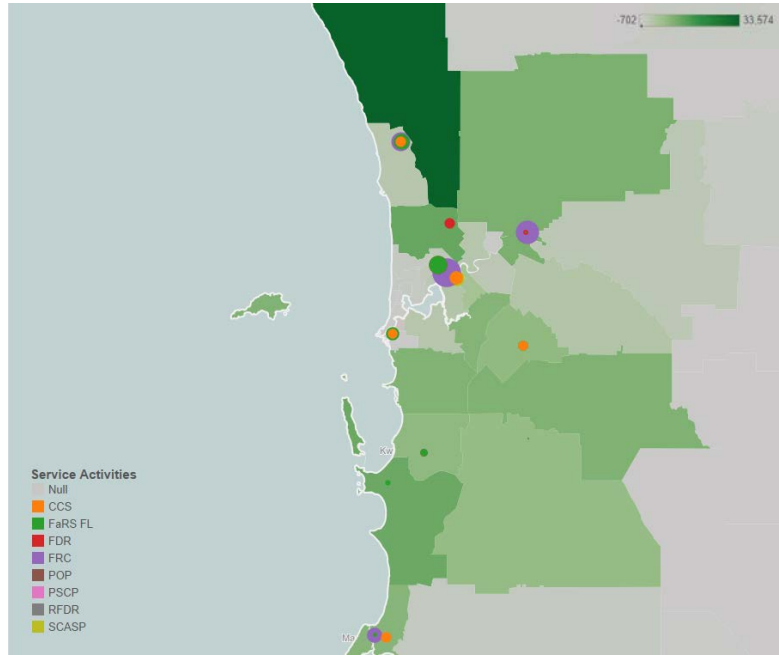 -702
33,574
Kw
Service Activities
Null
CCS
FaRS FL
FDR
FRC
POP
PSCP
RFDR
SCASP
Ma